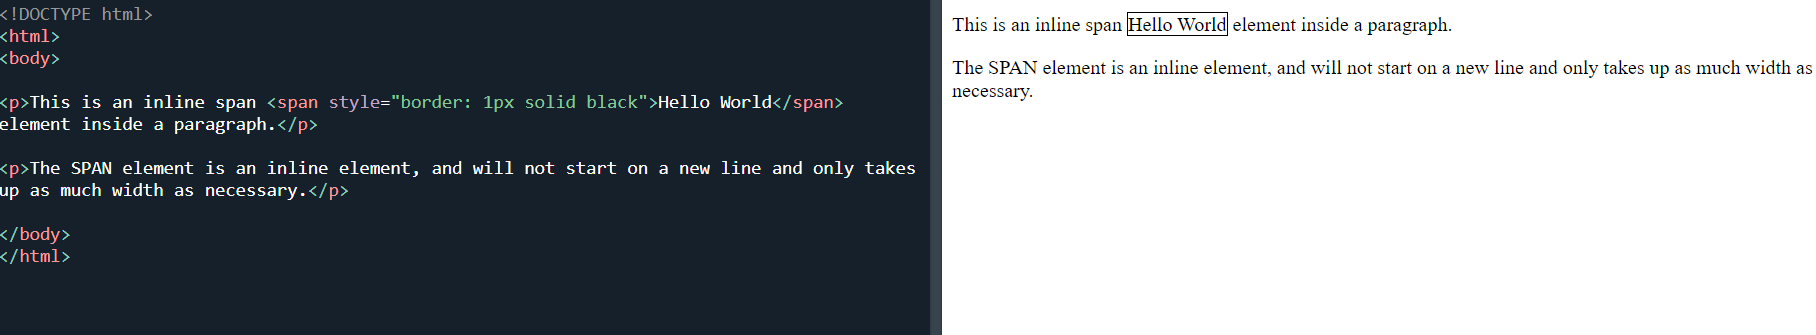 <!DOCTYPE html>
<html>
<body>
<p>This is an inline span <span style="border: 1px solid black">Hello World</span>
element inside a paragraph.</p>
<p>The SPAN element is an inline element, and will not start on a new line and only takes
up as much width as necessary.</p>
</body>
</html>
This is an inline span Hello World element inside a paragraph.
The SPAN element is an inline element, and will not start on a new line and only takes up as much width as
necessary.